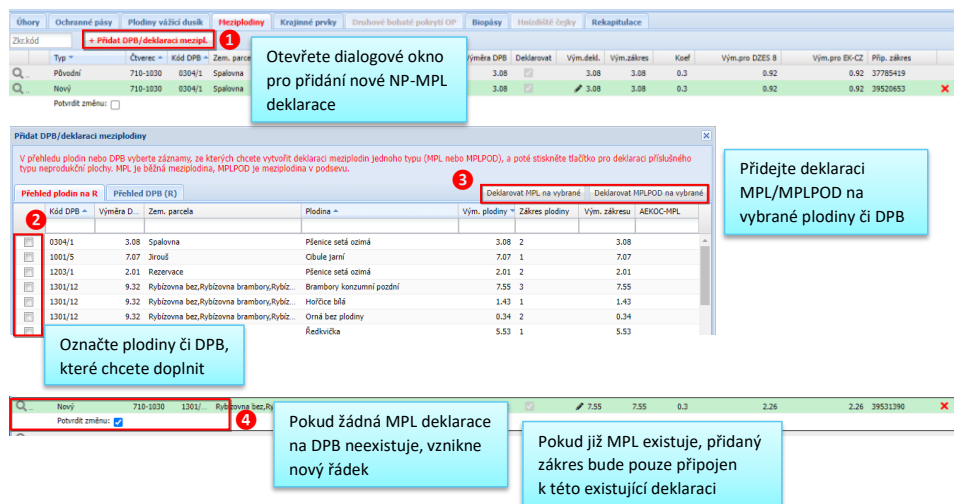 Úhory Ochranné pásy Plodiny vážící dusík Meziplodiny Krajinné prvky Druhově bohaté pokrytí OP Biopásy Hnízdiště čejky Rekapitulace
Zkr.kód + Přidat DPB/deklaraci mezipl. 1
Typ Čtverec Kód DPB Zem. parce Výměra DPB Deklarovat Vým.dekl. Vým.zákres Koef Vým.pro DZES 8 Vým.pro EK-CZ Příp. zákres
Původní 710-1030 0304/1 Spalovna 3.08 3.08 3.08 0.3 0.92 0.92 37785419
Nový 710-1030 0304/1 Spalovna 3.08 3.08 3.08 0.3 0.92 0.92 39520653
Potvrdit změnu:
Otevřete dialogové okno
pro přidání nové NP-MPL
deklarace
Přidat DPB/deklaraci meziplodiny
V přehledu plodin nebo DPB vyberte záznamy, ze kterých chcete vytvořit deklaraci meziplodin jednoho typu (MPL nebo MPLPOD), a poté stiskněte tlačítko pro deklaraci příslušného
typu neprodukční plochy. MPL je běžná meziplodina, MPLPOD je meziplodina v podsevu.
3
Přehled plodin na R Přehled DPB (R) Deklarovat MPL na vybrané Deklarovat MPLPOD na vybrané
2 Kód DPB Výměra D... Zem. parcela Plodina Vým. plodiny Zákres plodiny Vým. zákresu AEKOC-MPL
0304/1 3.08 Spalovna Pšenice setá ozimá 3.08 2 3.08
1001/5 7.07 Jirouš Cibule jarní 7.07 1 7.07
1203/1 2.01 Rezervace Pšenice setá ozimá 2.01 2 2.01
1301/12 9.32 Rybízovna bez,Rybízovna brambory,Rybíz... Brambory konzumní pozdní 7.55 3 7.55
1301/12 9.32 Rybízovna bez,Rybízovna brambory,Rybíz... Hořčice bílá 1.43 1 1.43
1301/12 9.32 Rybízovna bez,Rybízovna brambory,Rybíz... Orná bez plodiny 0.34 2 0.34
Ředkvička 5.53 1 5.53
Přidejte deklaraci
MPL/MPLPOD na
vybrané plodiny či DPB
Označte plodiny či DPB,
které chcete doplnit
Nový 710-1030 1301/... Rybízovna bez,Ry 7.55 7.55 0.3 2.26 2.26 39531390
Potvrdit změnu: 4
Pokud žádná MPL deklarace
na DPB neexistuje, vznikne
nový řádek
Pokud již MPL existuje, přidaný
zákres bude pouze připojen
k této existující deklaraci